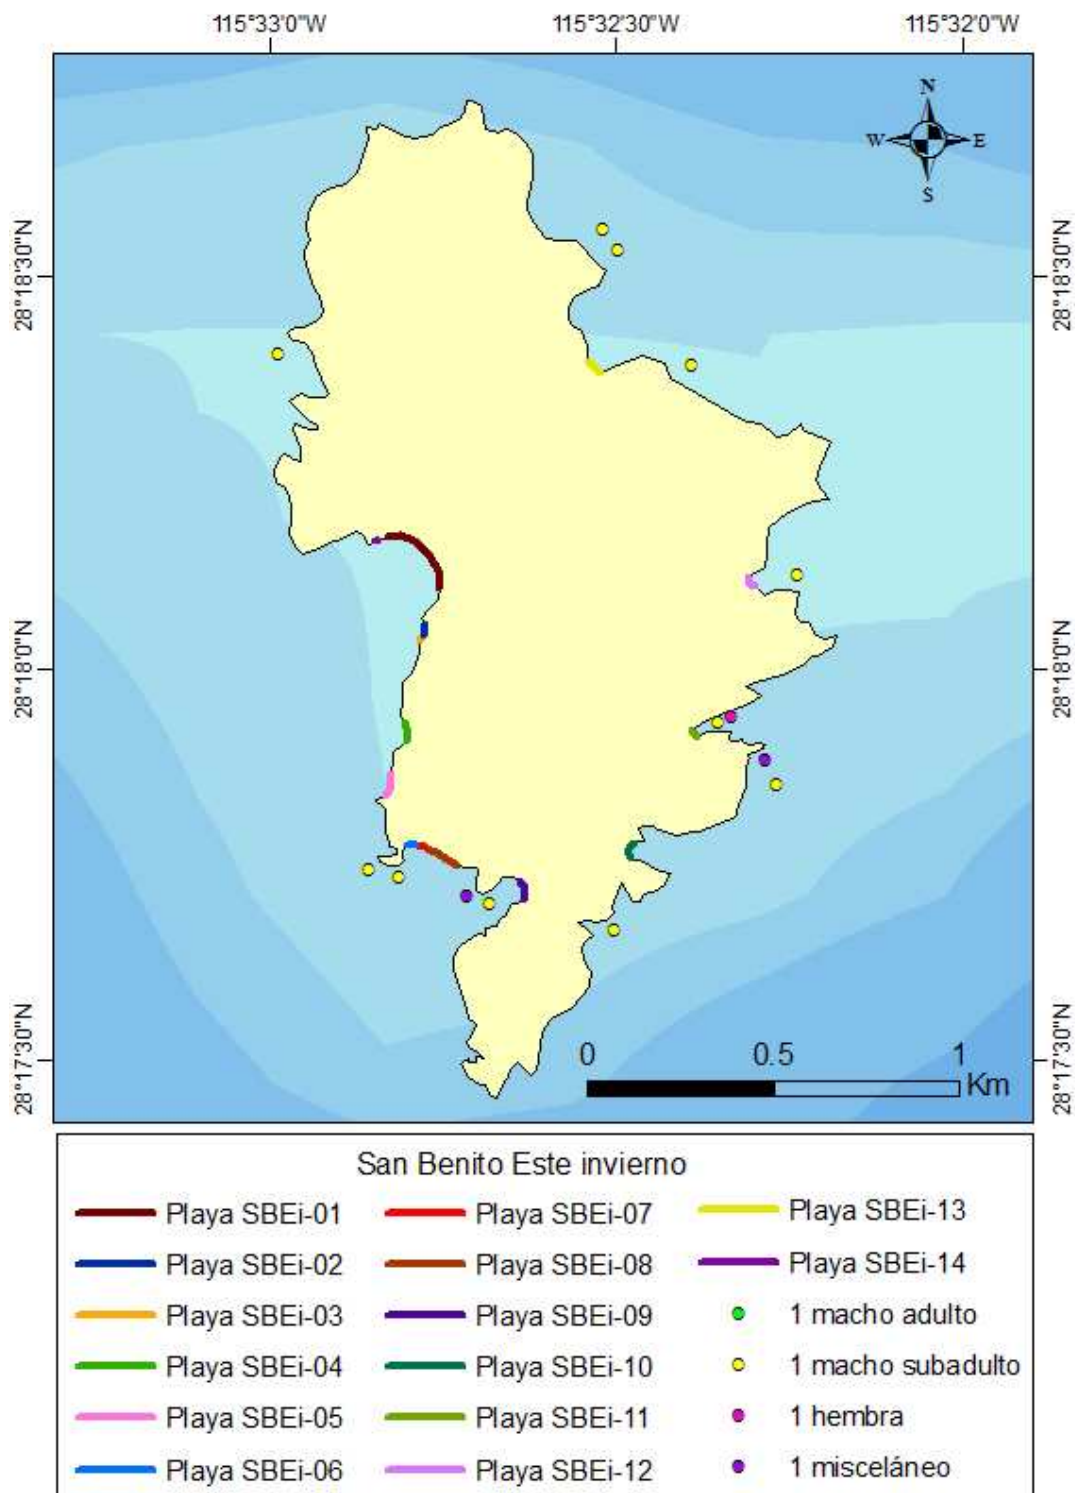 115°33'0"W 115°32'30"W 115°32'0"W
N
W E
S
28°18'30"N 28°18'30"N
28°18'0"N 28°18'0"N
28°17'30"N 28°17'30"N
0 0.5 1
Km
San Benito Este invierno
Playa SBEi-01 Playa SBEi-07 Playa SBEi-13
Playa SBEi-02 Playa SBEi-08 Playa SBEi-14
Playa SBEi-03 Playa SBEi-09 1 macho adulto
Playa SBEi-04 Playa SBEi-10 1 macho subadulto
Playa SBEi-05 Playa SBEi-11 1 hembra
Playa SBEi-06 Playa SBEi-12 1 misceláneo